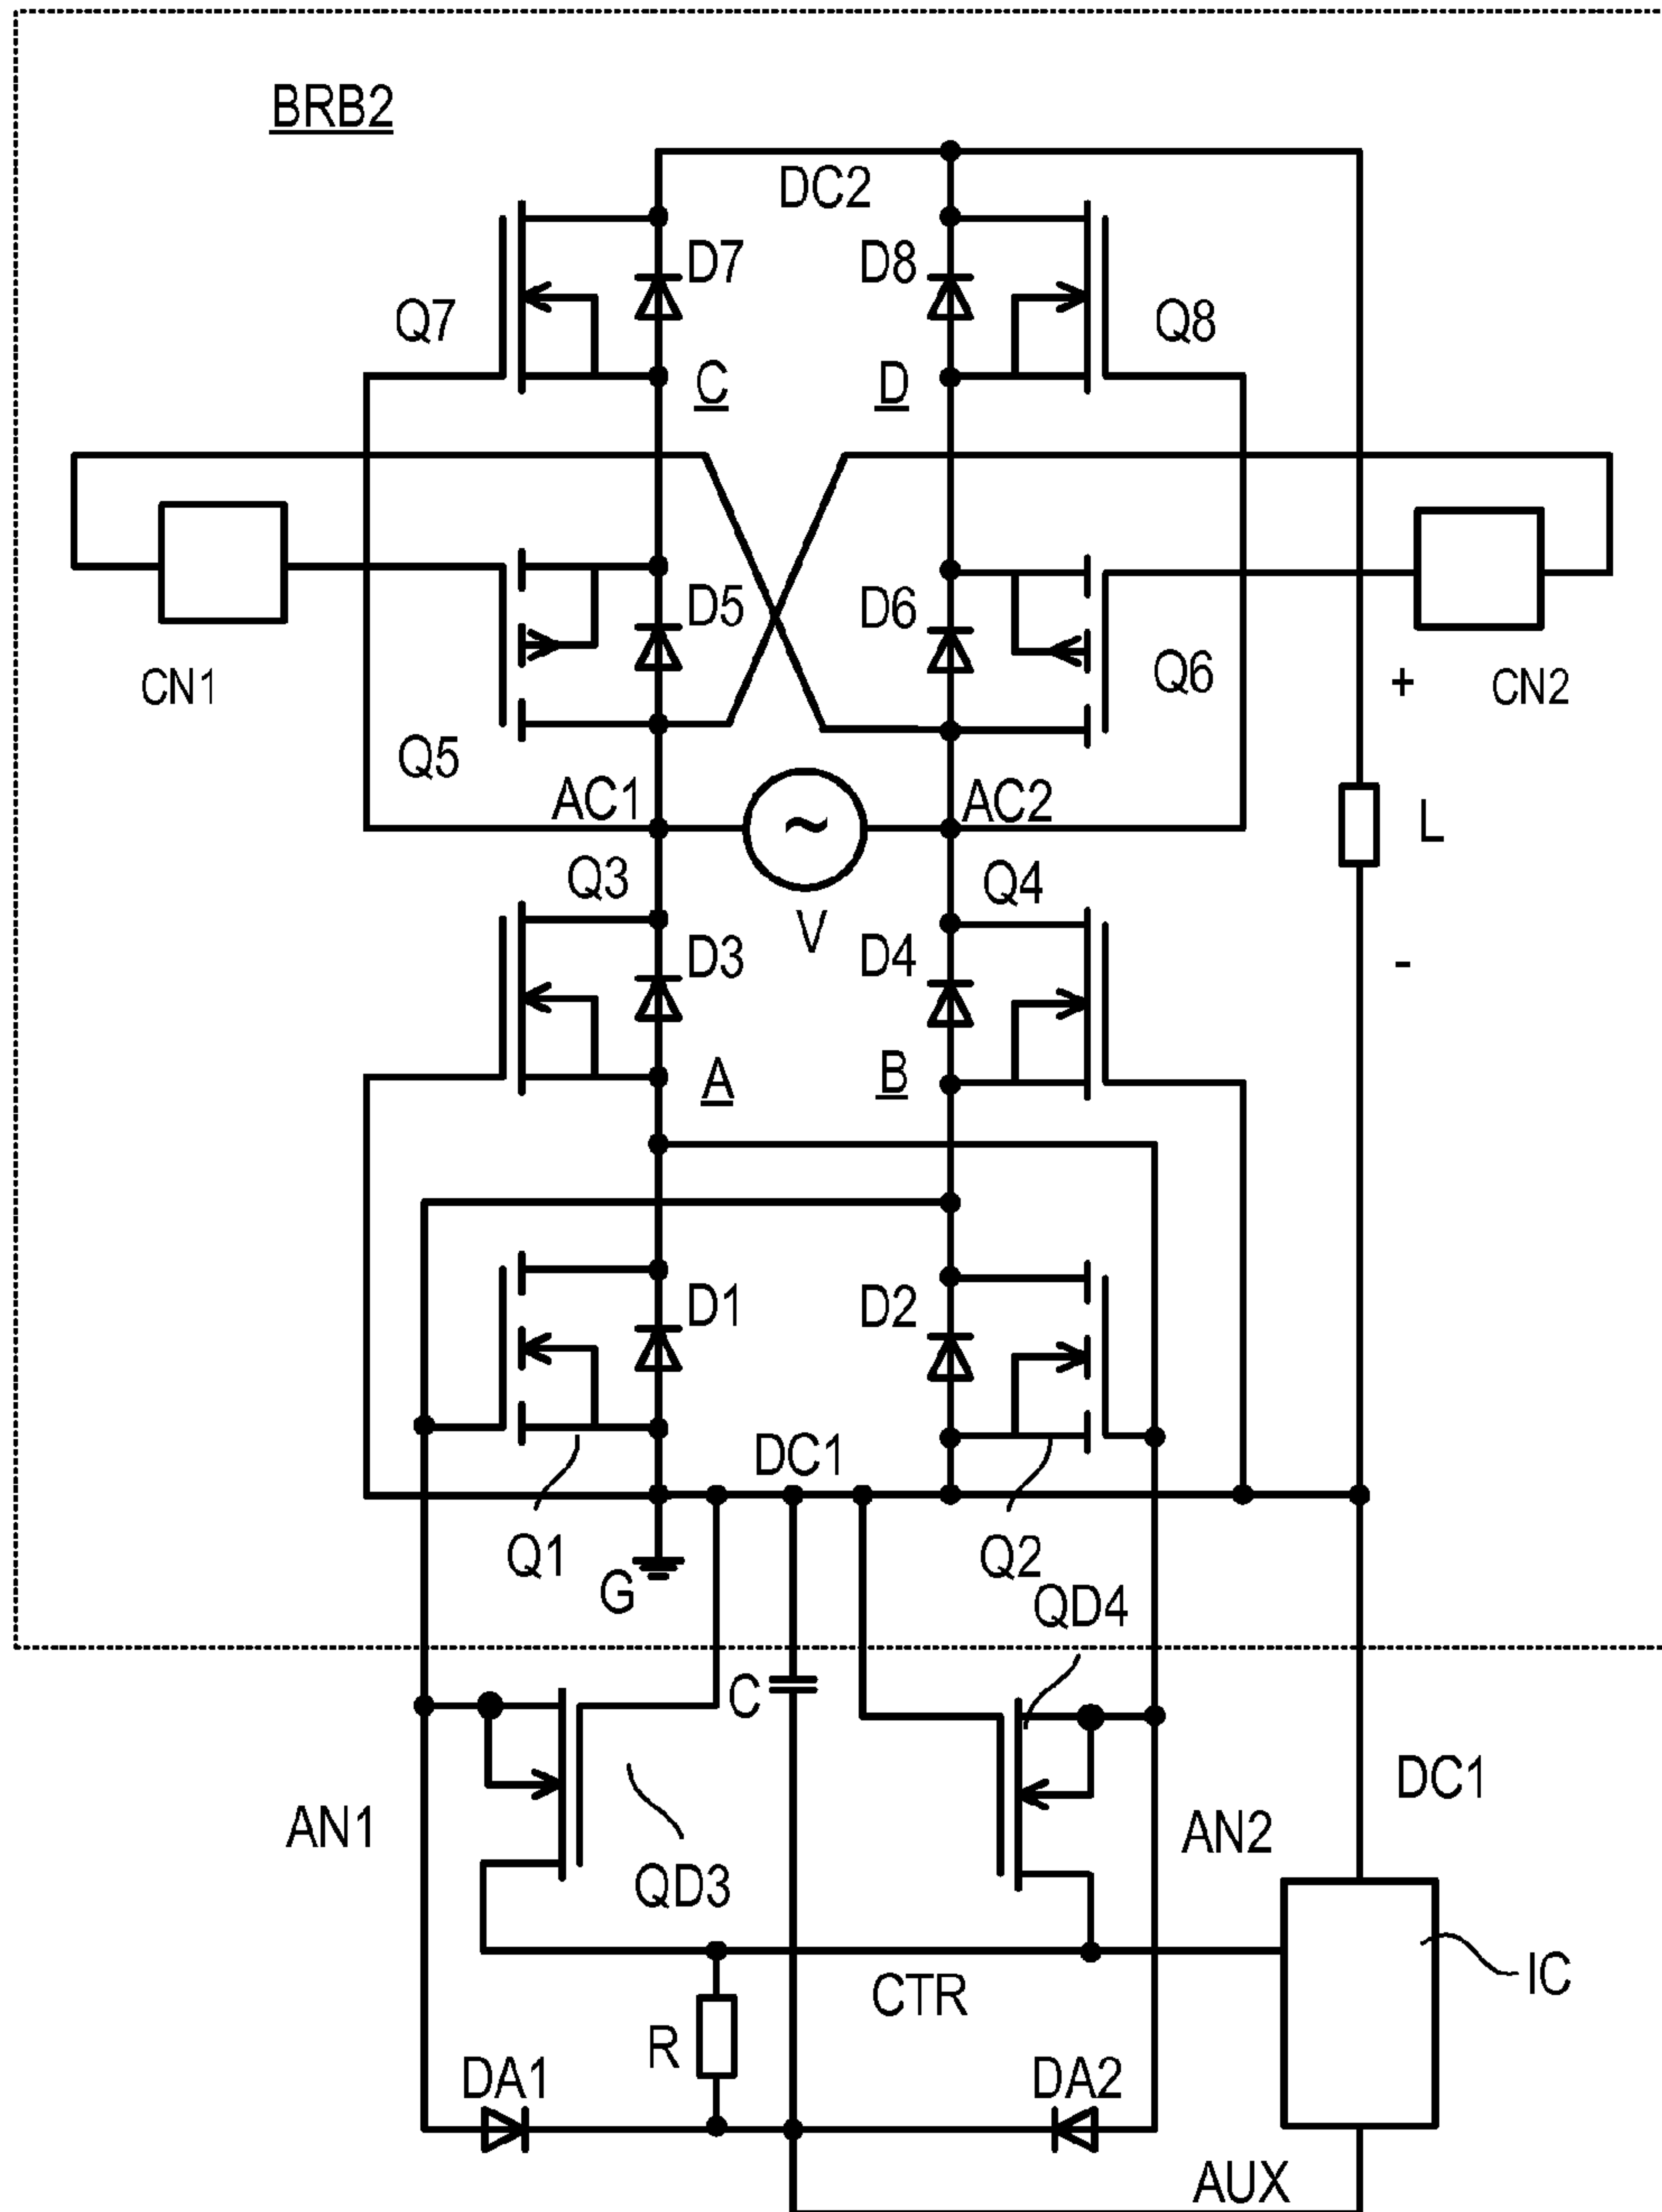 BRB2
DC2
D7 D8
Q7 Q8
C D
D5 D6
CN1 Q6 + CN2
Q5
AC1 ~ AC2
L
Q3 V Q4
D3 D4 -
A B
D1 D2
DC1
Q1 G Q2
QD4
C
AN1 AN2 DC1
QD3
CTR IC
R
DA1 DA2
AUX